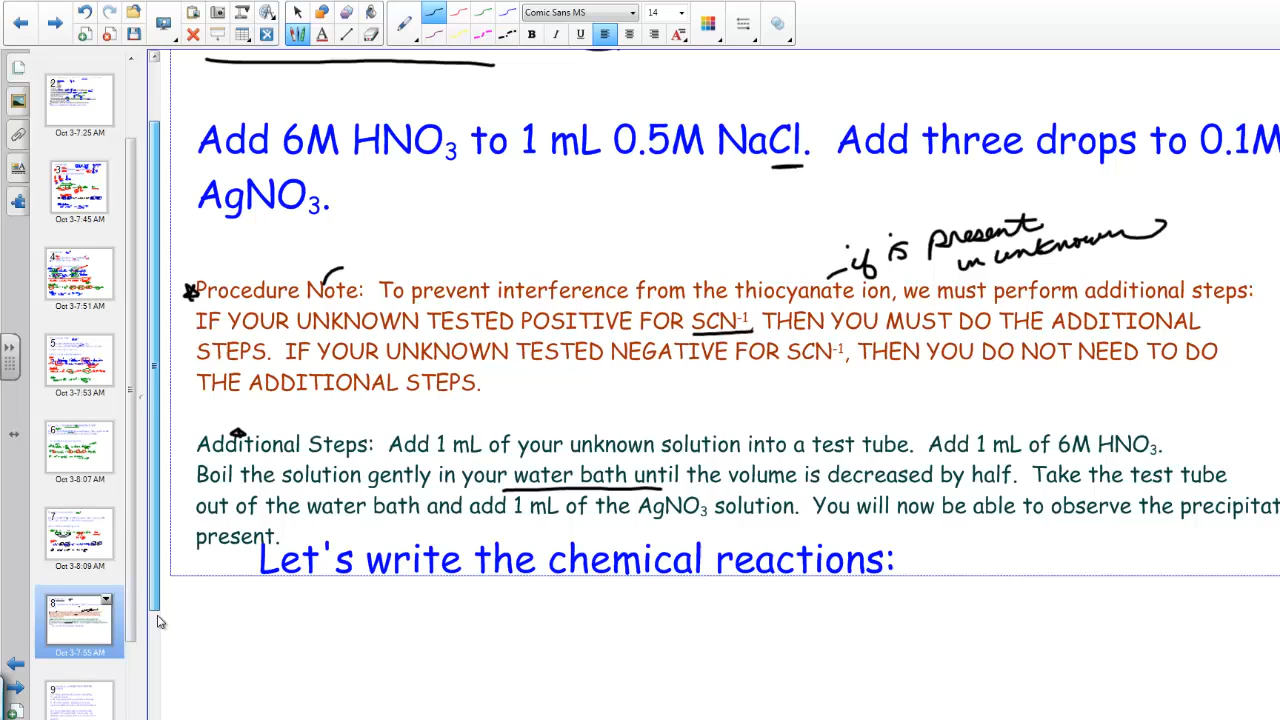 Comic Sans MS
14
B I U A
2
Oct 3-7:25 AM
3
Oct 3-7:45 AM
4
Oct 3-7:51 AM
5
Oct 3-7:53 AM
6
Oct 3-8:07 AM
7
Oct 3-8:09 AM
8
Oct 3-7:55 AM
9
Add 6M HNO₃ to 1 mL 0.5M NaCl. Add three drops to 0.1M
AgNO₃.
if is present
in unknown
Procedure Note: To prevent interference from the thiocyanate ion, we must perform additional steps:
IF YOUR UNKNOWN TESTED POSITIVE FOR SCN⁻¹ THEN YOU MUST DO THE ADDITIONAL
STEPS. IF YOUR UNKNOWN TESTED NEGATIVE FOR SCN⁻¹, THEN YOU DO NOT NEED TO DO
THE ADDITIONAL STEPS.
Additional Steps: Add 1 mL of your unknown solution into a test tube. Add 1 mL of 6M HNO₃.
Boil the solution gently in your water bath until the volume is decreased by half. Take the test tube
out of the water bath and add 1 mL of the AgNO₃ solution. You will now be able to observe the precipitat
present.
Let's write the chemical reactions: